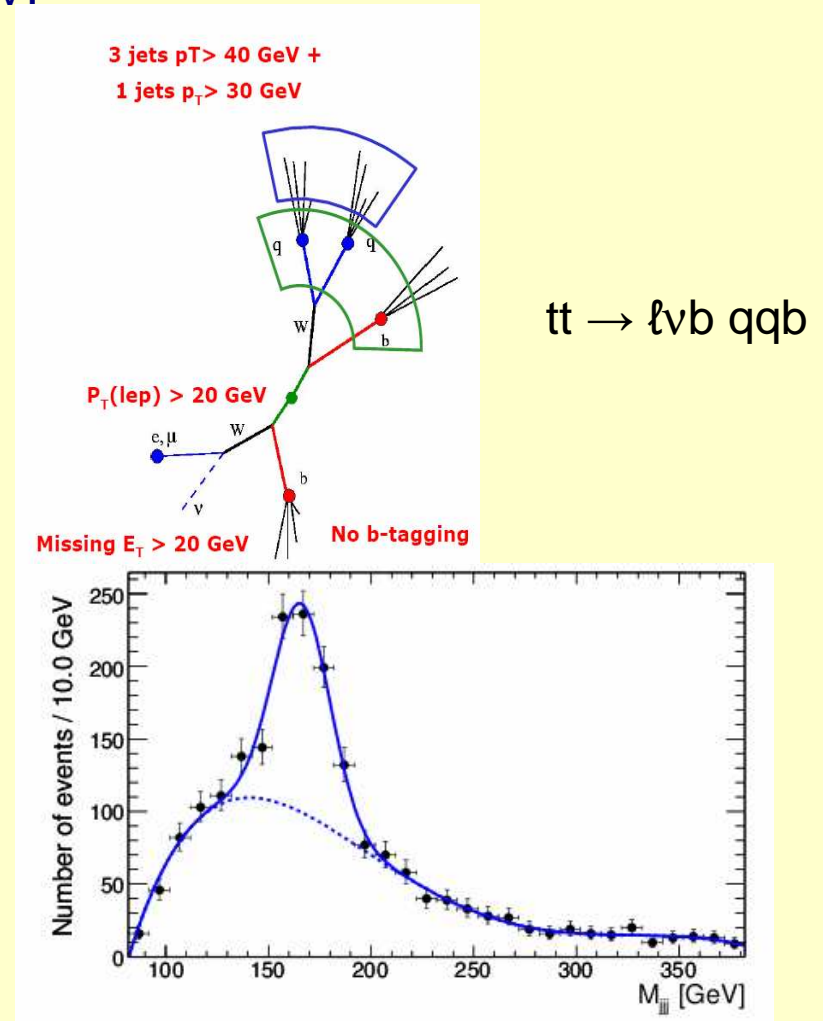 3 jets pT> 40 GeV +
1 jets pT> 30 GeV
q
q
W
b
tt → ℓνb qqb
PT(lep) > 20 GeV
e, μ
W
ν
b
Missing ET > 20 GeV
No b-tagging
Number of events / 10.0 GeV
250
200
150
100
50
0
100 150 200 250 300 350
Mjjj [GeV]